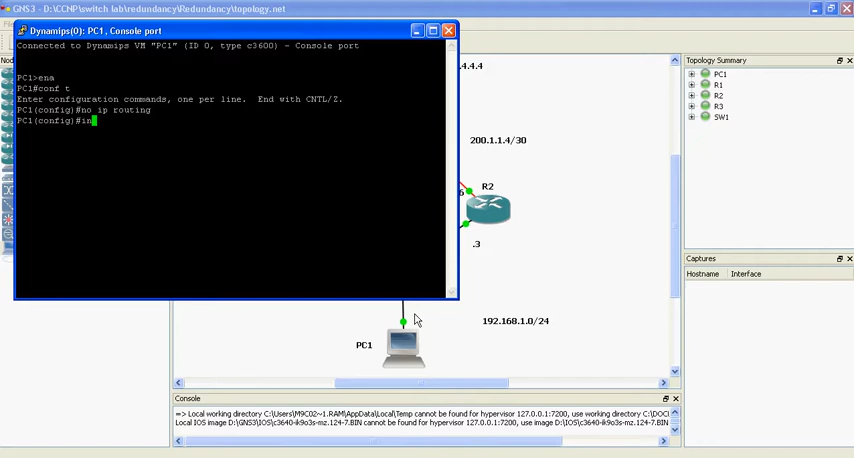 GNS3 - D:\CCNP\switch lab\redundancy\Redundancy\topology.net
Dynamips(0): PC1, Console port
Connected to Dynamips VM "PC1" (ID 0, type c3600) - Console port
PC1>ena
PC1#conf t
Enter configuration commands, one per line.  End with CNTL/Z.
PC1(config)#no ip routing
PC1(config)#in
.4.4.4
200.1.1.4/30
R2
.3
192.168.1.0/24
PC1
Topology Summary
PC1
R1
R2
R3
SW1
Captures
Hostname Interface
Console
=> Local working directory C:\Users\M9C02~1.RAM\AppData\Local\Temp cannot be found for hypervisor 127.0.0.1:7200, use working directory C:\DOC
Local IOS image D:\GNS3\IOS\c3640-ik9o3s-mz.124-7.BIN cannot be found for hypervisor 127.0.0.1:7200, use image D:\IOS\c3640-ik9o3s-mz.124-7.BIN